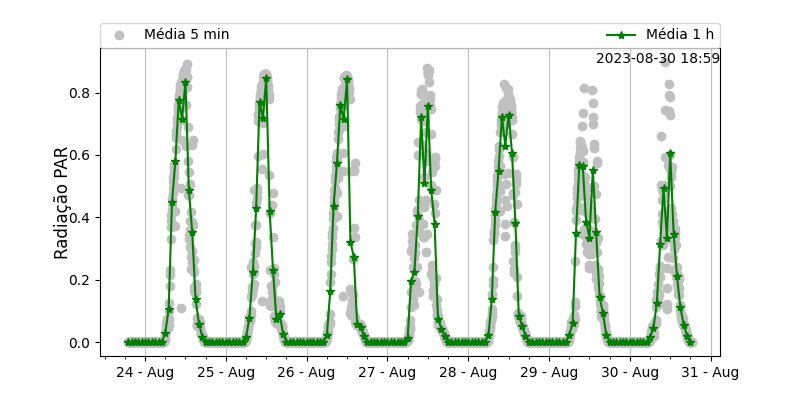 Média 5 min
Média 1 h
2023-08-30 18:59
Radiação PAR
0.8
0.6
0.4
0.2
0.0
24 - Aug
25 - Aug
26 - Aug
27 - Aug
28 - Aug
29 - Aug
30 - Aug
31 - Aug